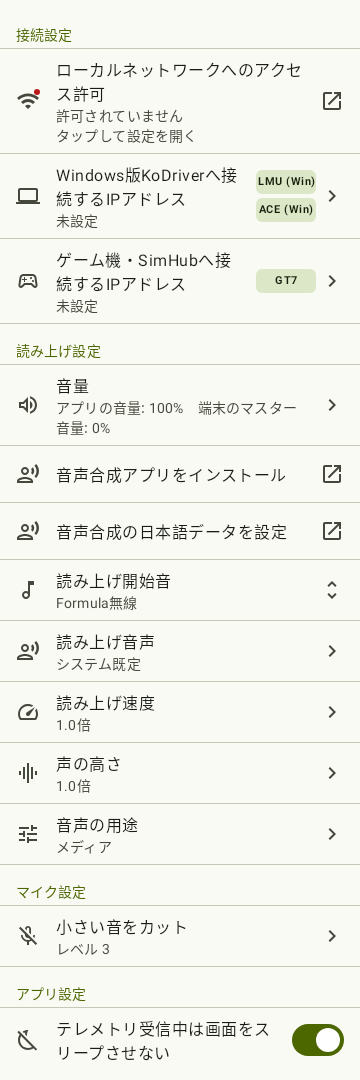 接続設定
ローカルネットワークへのアクセ
ス許可
許可されていません
タップして設定を開く
Windows版KoDriverへ接
続するIPアドレス
未設定
LMU (Win)
ACE (Win)
ゲーム機・SimHubへ接
続するIPアドレス
未設定
GT7
読み上げ設定
音量
アプリの音量: 100%　端末のマスター
音量: 0%
音声合成アプリをインストール
音声合成の日本語データを設定
読み上げ開始音
Formula無線
読み上げ音声
システム既定
読み上げ速度
1.0倍
声の高さ
1.0倍
音声の用途
メディア
マイク設定
小さい音をカット
レベル 3
アプリ設定
テレメトリ受信中は画面をス
リープさせない